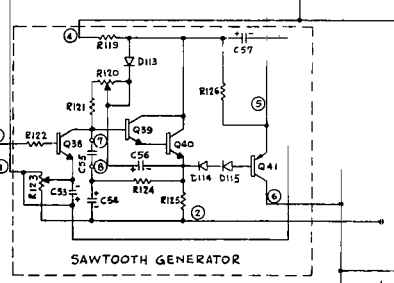 ④
R119
+ -
C57
D113
R120
R126
R121
⑤
Q39
R122
Q38
⑦
Q40
C55
⑧
C56
+ -
D114
D115
Q41
R123
R124
C53
-
+
+
C54
R125
②
⑥
SAWTOOTH GENERATOR